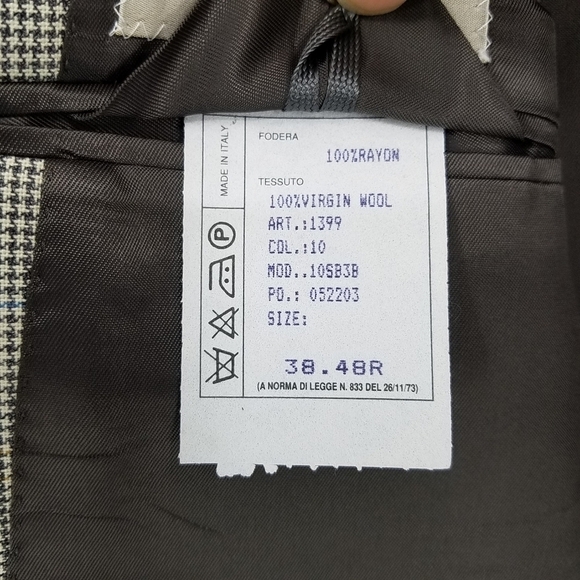 MADE IN ITALY
FODERA
100%RAYON
TESSUTO
100%VIRGIN WOOL
ART.:1399
COL.:10
MOD..10SB3B
PO.: 052203
SIZE:
38.48R
(A NORMA DI LEGGE N. 833 DEL 26/11/73)
P